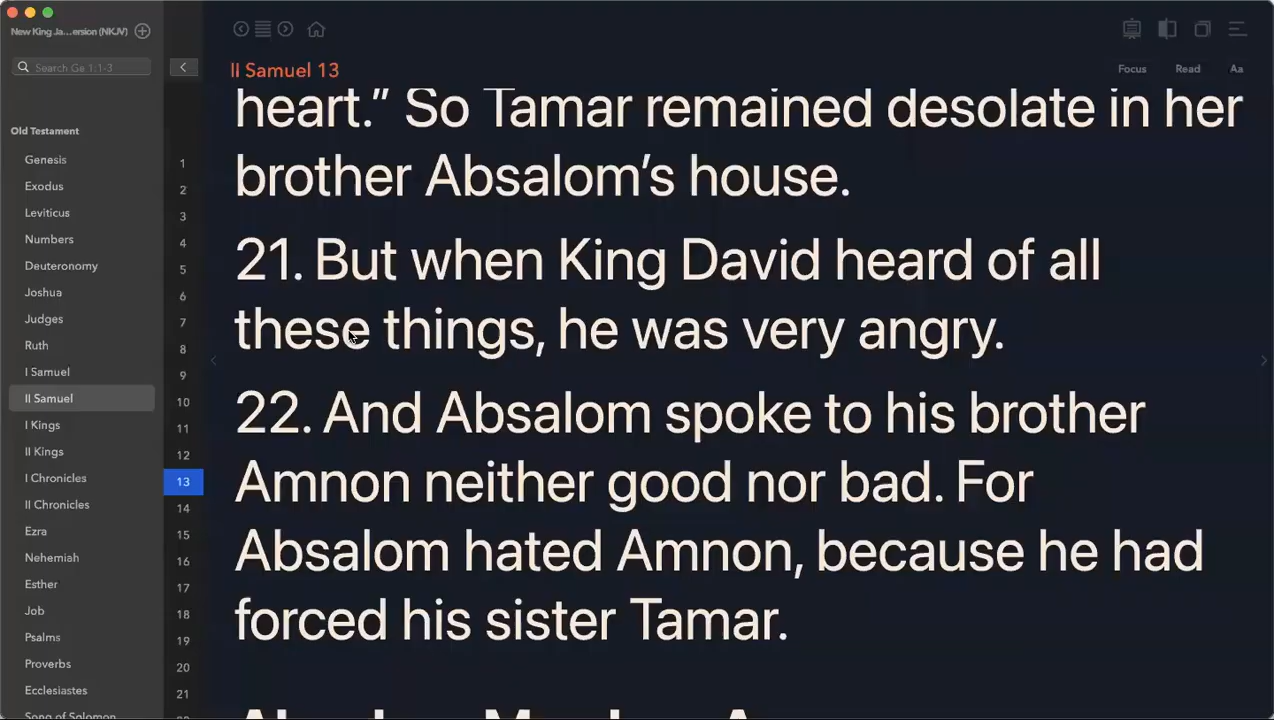 New King Ja...ersion (NKJV)
Search Ge 1:1-3
Old Testament
Genesis
Exodus
Leviticus
Numbers
Deuteronomy
Joshua
Judges
Ruth
I Samuel
II Samuel
I Kings
II Kings
I Chronicles
II Chronicles
Ezra
Nehemiah
Esther
Job
Psalms
Proverbs
Ecclesiastes
Song of Solomon
1
2
3
4
5
6
7
8
9
10
11
12
13
14
15
16
17
18
19
20
21
II Samuel 13
Focus Read Aa
heart.” So Tamar remained desolate in her
brother Absalom’s house.
21. But when King David heard of all
these things, he was very angry.
22. And Absalom spoke to his brother
Amnon neither good nor bad. For
Absalom hated Amnon, because he had
forced his sister Tamar.